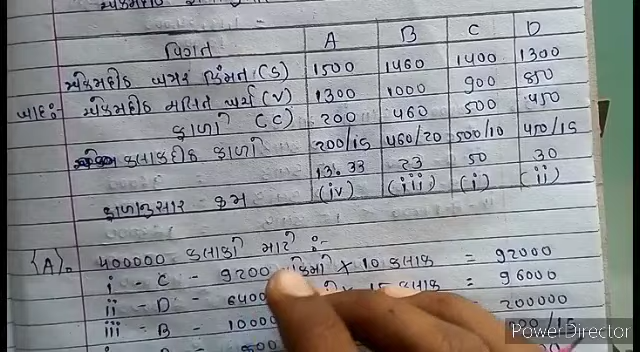 વિગત A B C D
એકમદીઠ વેચાણ કિંમત (S) 1500 1460 1400 1300
બાદ:- એકમદીઠ ચલિત ખર્ચ (V) 1300 1000 900 850
ફાળો (C) 200 460 500 450
કલાકદીઠ ફાળો 200/15 460/20 500/10 450/15
13.33 23 50 30
ફાળાનુસાર ક્રમ (iv) (iii) (i) (ii)
(A). 400000 કલાકો માટે :-
i - C - 9200 × 10 કલાક = 92000
ii - D - 6400 કલાક = 96000
iii - B - 10000 = 200000
PowerDirector